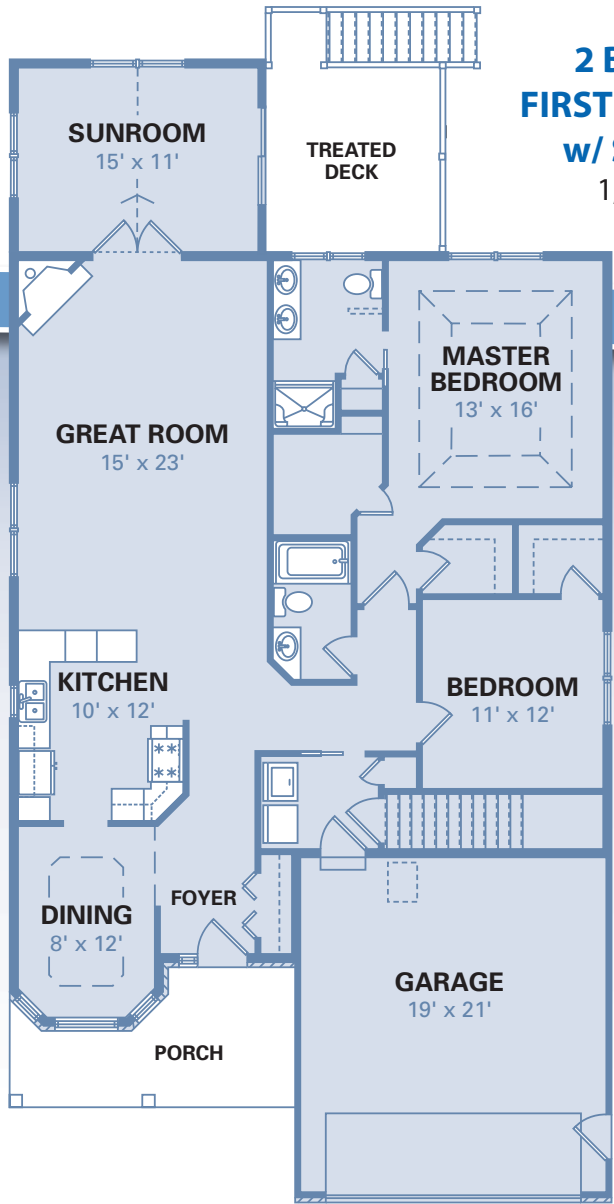 2
FIRST
w/
SUNROOM
15' x 11'
TREATED
DECK
MASTER
BEDROOM
13' x 16'
GREAT ROOM
15' x 23'
KITCHEN
10' x 12'
BEDROOM
11' x 12'
FOYER
DINING
8' x 12'
GARAGE
19' x 21'
PORCH